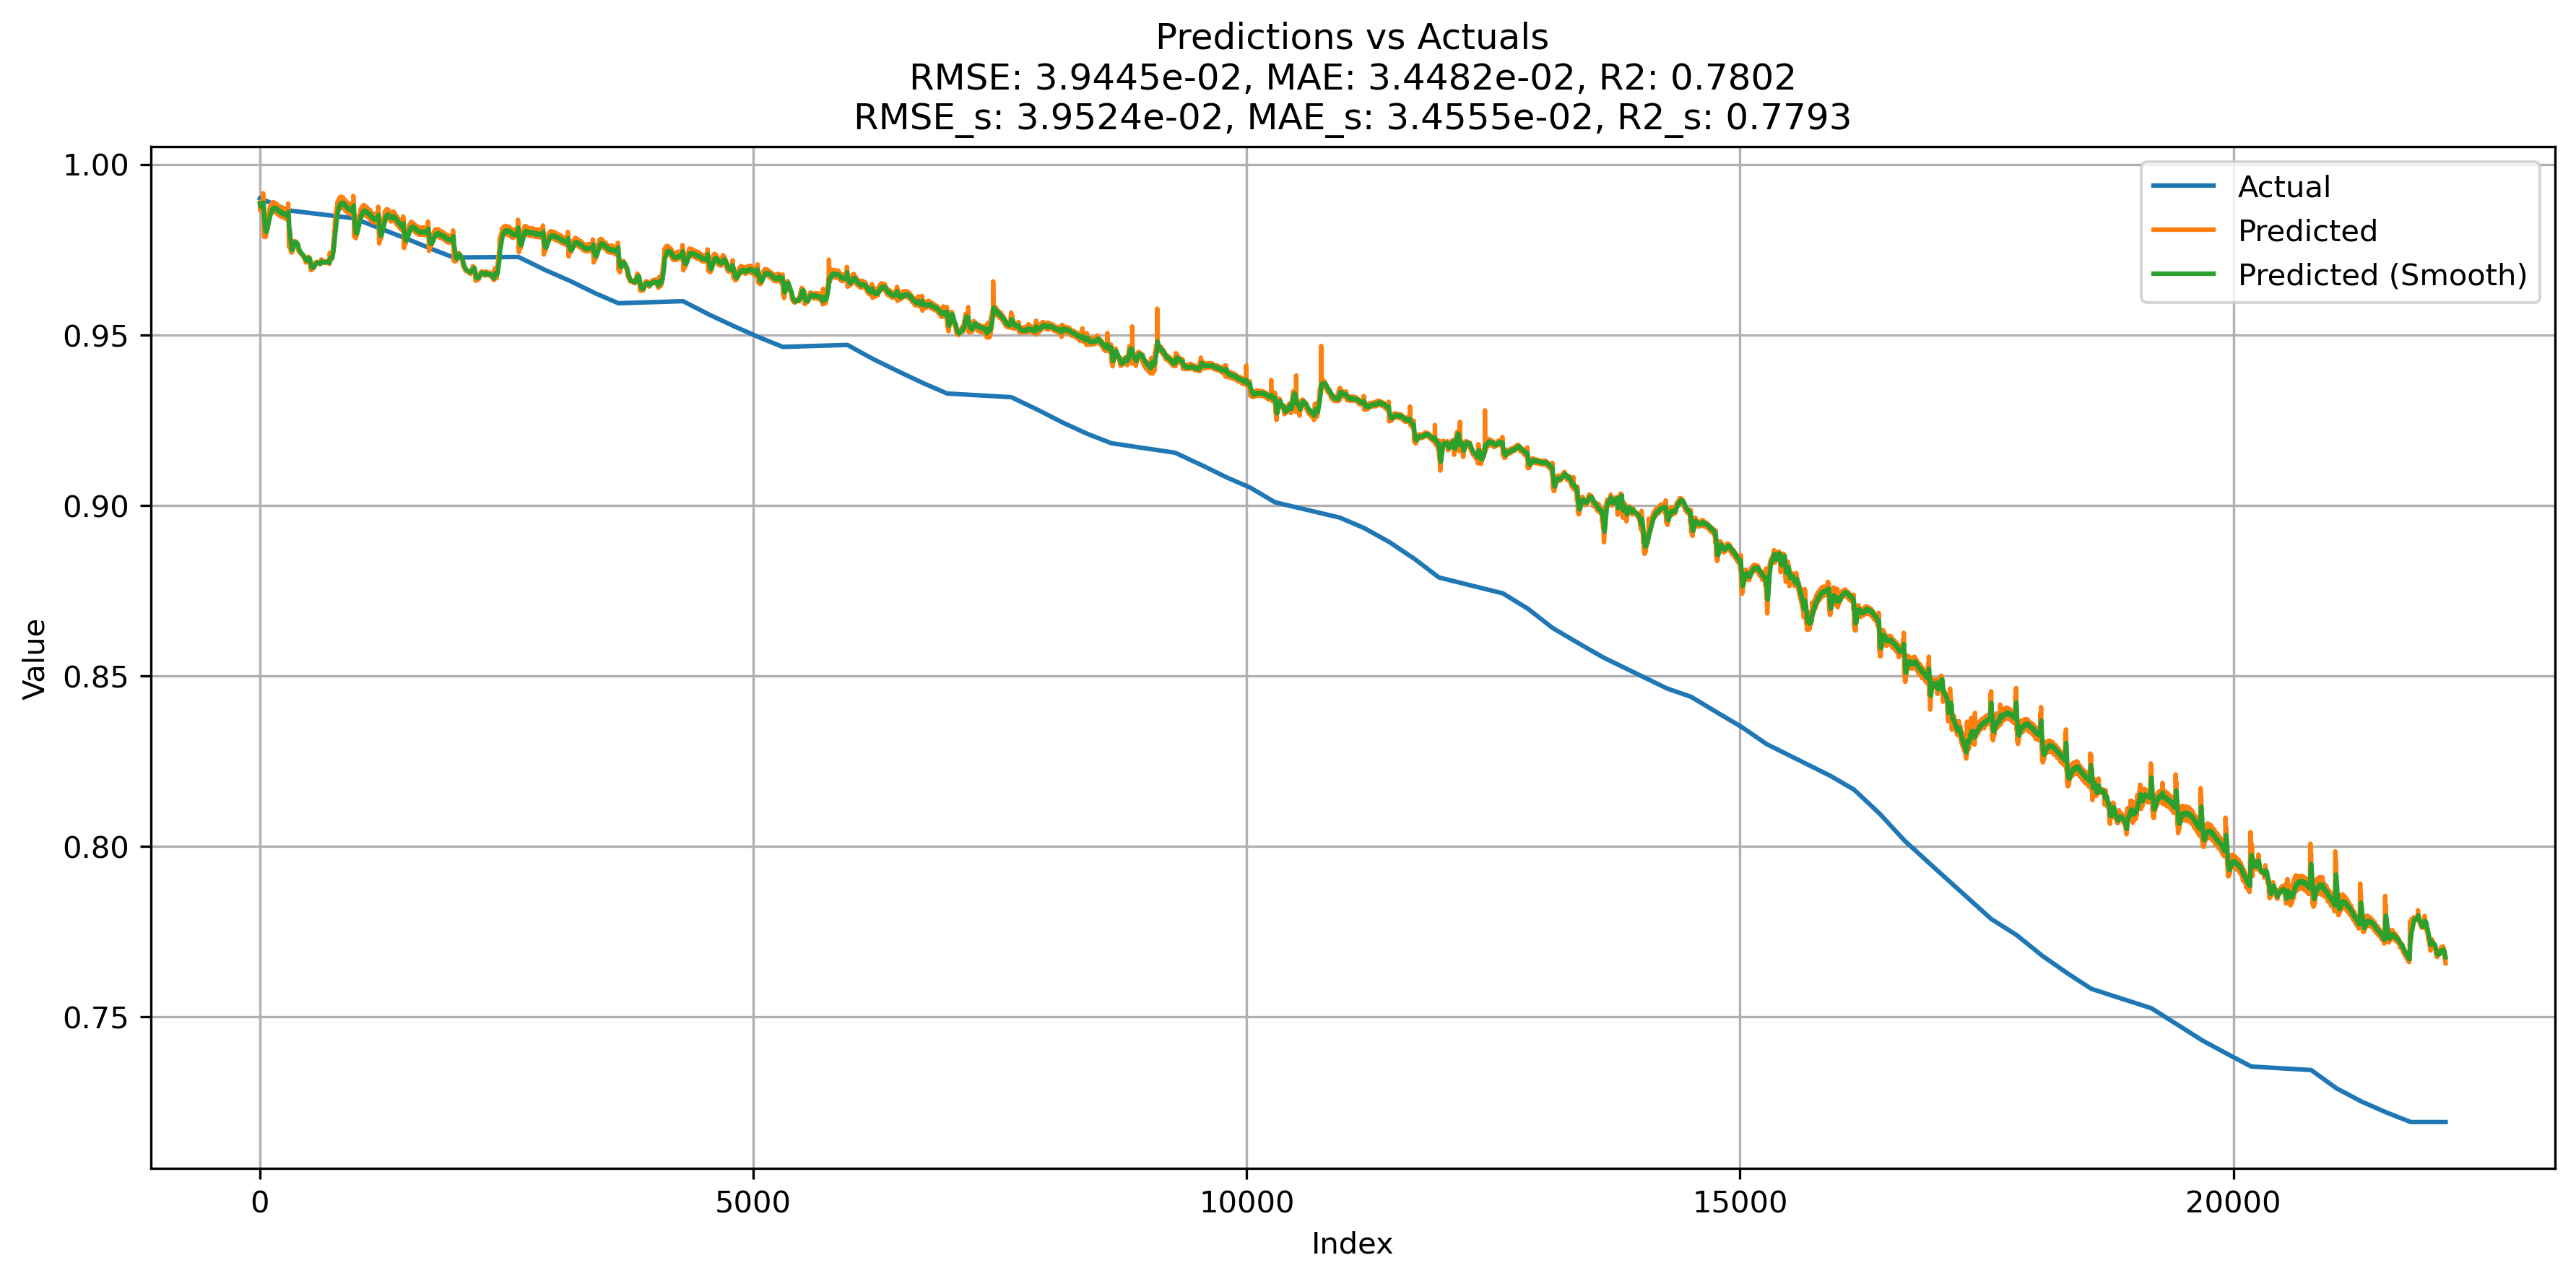 Predictions vs Actuals
RMSE: 3.9445e-02, MAE: 3.4482e-02, R2: 0.7802
RMSE_s: 3.9524e-02, MAE_s: 3.4555e-02, R2_s: 0.7793
Actual
Predicted
Predicted (Smooth)
1.00
0.95
0.90
0.85
0.80
0.75
Value
0 5000 10000 15000 20000
Index